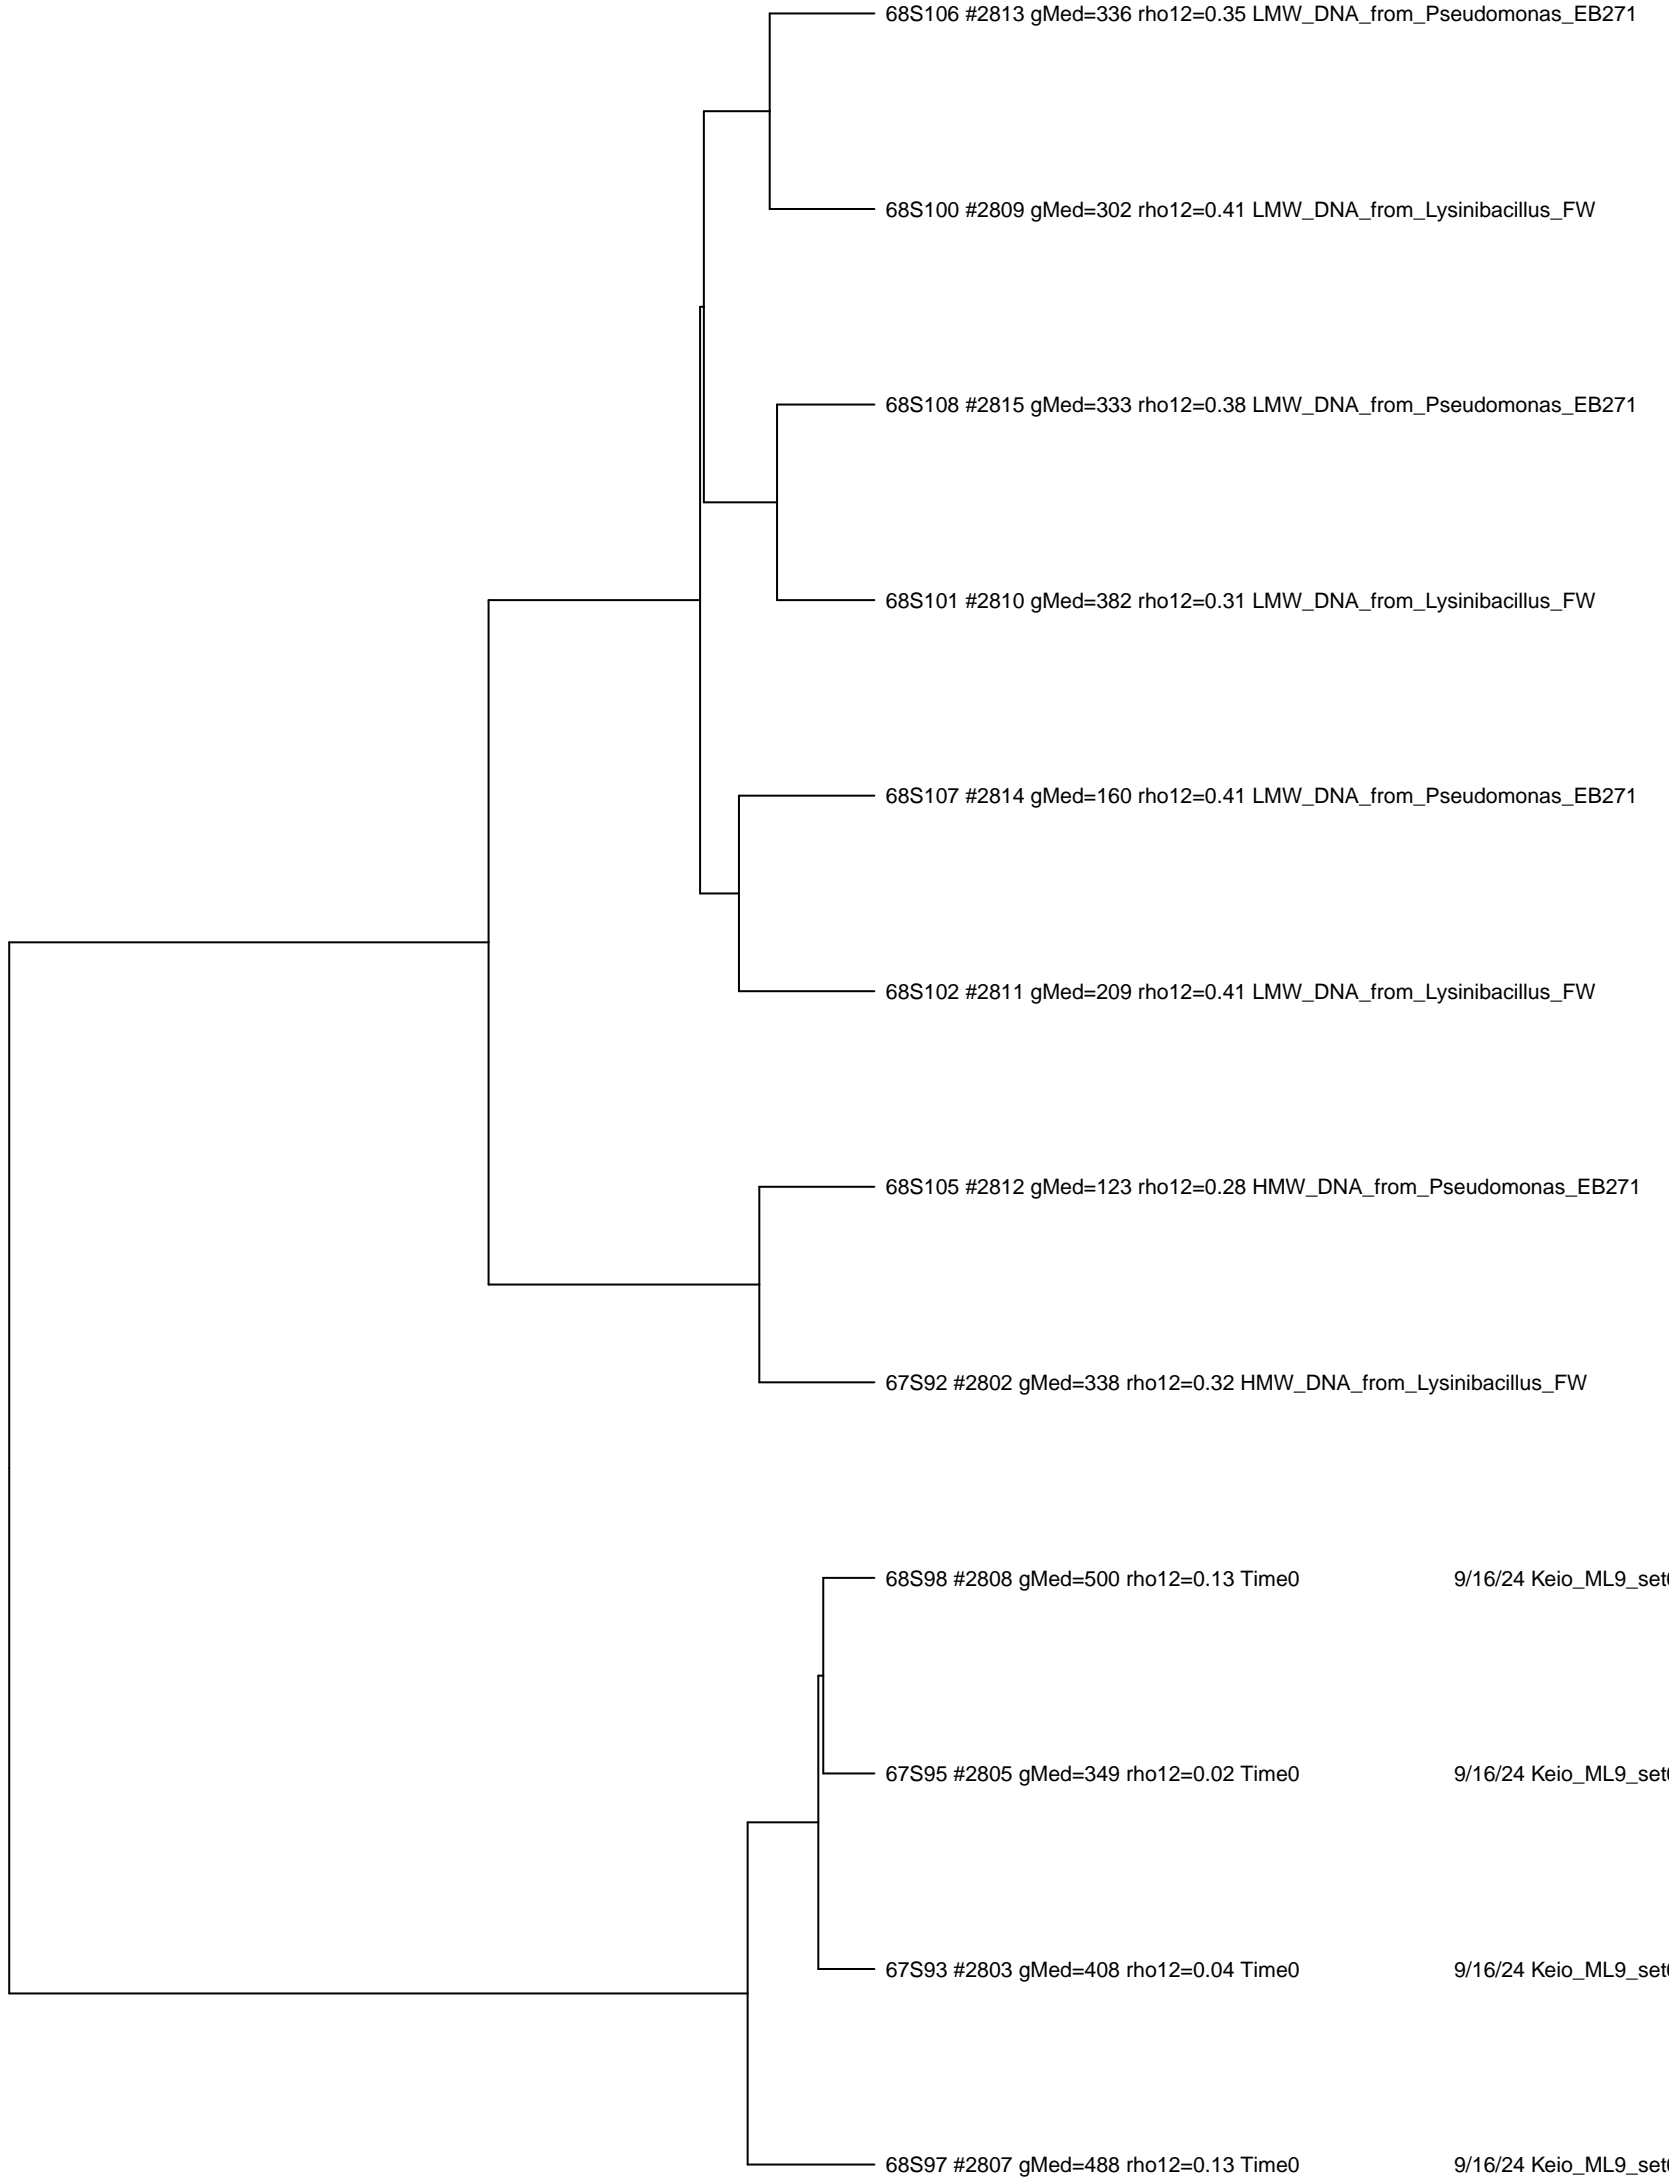 68S106 #2813 gMed=336 rho12=0.35 LMW_DNA_from_Pseudomonas_EB271
68S100 #2809 gMed=302 rho12=0.41 LMW_DNA_from_Lysinibacillus_FW
68S108 #2815 gMed=333 rho12=0.38 LMW_DNA_from_Pseudomonas_EB271
68S101 #2810 gMed=382 rho12=0.31 LMW_DNA_from_Lysinibacillus_FW
68S107 #2814 gMed=160 rho12=0.41 LMW_DNA_from_Pseudomonas_EB271
68S102 #2811 gMed=209 rho12=0.41 LMW_DNA_from_Lysinibacillus_FW
68S105 #2812 gMed=123 rho12=0.28 HMW_DNA_from_Pseudomonas_EB271
67S92 #2802 gMed=338 rho12=0.32 HMW_DNA_from_Lysinibacillus_FW
68S98 #2808 gMed=500 rho12=0.13 Time0 9/16/24 Keio_ML9_set
67S95 #2805 gMed=349 rho12=0.02 Time0 9/16/24 Keio_ML9_set
67S93 #2803 gMed=408 rho12=0.04 Time0 9/16/24 Keio_ML9_set
68S97 #2807 gMed=488 rho12=0.13 Time0 9/16/24 Keio_ML9_set